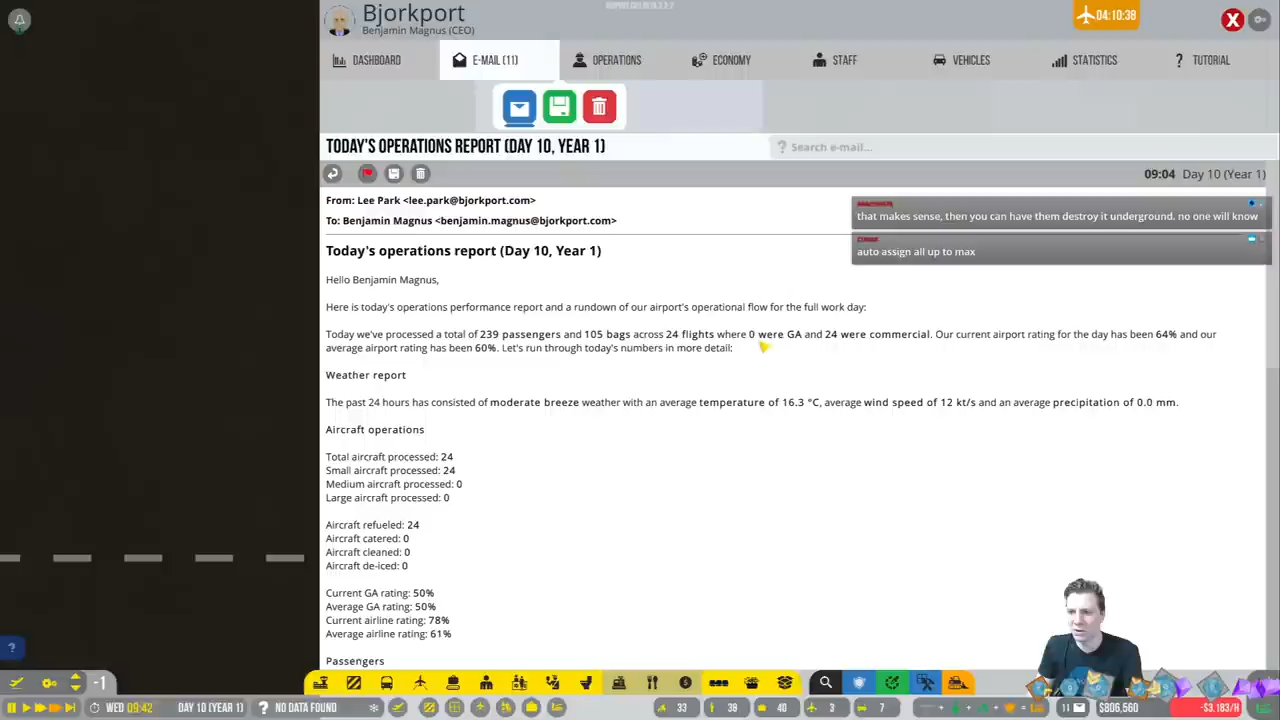 Bjorkport
Benjamin Magnus (CEO)
04:10:38
DASHBOARD
E-MAIL (11)
OPERATIONS
ECONOMY
STAFF
VEHICLES
STATISTICS
? TUTORIAL
TODAY'S OPERATIONS REPORT (DAY 10, YEAR 1)
? Search e-mail...
09:04 Day 10 (Year 1)
From: Lee Park <lee.park@bjorkport.com>
To: Benjamin Magnus <benjamin.magnus@bjorkport.com>
that makes sense, then you can have them destroy it underground. no one will know
auto assign all up to max
Today's operations report (Day 10, Year 1)
Hello Benjamin Magnus,
Here is today's operations performance report and a rundown of our airport's operational flow for the full work day:
Today we've processed a total of 239 passengers and 105 bags across 24 flights where 0 were GA and 24 were commercial. Our current airport rating for the day has been 64% and our
average airport rating has been 60%. Let's run through today's numbers in more detail:
Weather report
The past 24 hours has consisted of moderate breeze weather with an average temperature of 16.3 °C, average wind speed of 12 kt/s and an average precipitation of 0.0 mm.
Aircraft operations
Total aircraft processed: 24
Small aircraft processed: 24
Medium aircraft processed: 0
Large aircraft processed: 0
Aircraft refueled: 24
Aircraft catered: 0
Aircraft cleaned: 0
Aircraft de-iced: 0
Current GA rating: 50%
Average GA rating: 50%
Current airline rating: 78%
Average airline rating: 61%
Passengers
?
-1
WED 09:42
DAY 10 (YEAR 1)
? NO DATA FOUND
33
38
40
3
7
11
$806,560
-$3.183/H